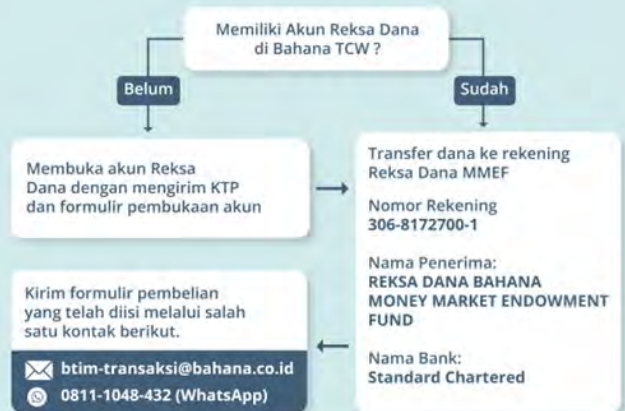 Memiliki Akun Reksa Dana
di Bahana TCW ?
Belum
Sudah
Membuka akun Reksa
Dana dengan mengirim KTP
dan formulir pembukaan akun
Transfer dana ke rekening
Reksa Dana MMEF
Nomor Rekening
306-8172700-1
Nama Penerima:
REKSA DANA BAHANA
MONEY MARKET ENDOWMENT
FUND
Nama Bank:
Standard Chartered
Kirim formulir pembelian
yang telah diisi melalui salah
satu kontak berikut.
btim-transaksi@bahana.co.id
0811-1048-432 (WhatsApp)